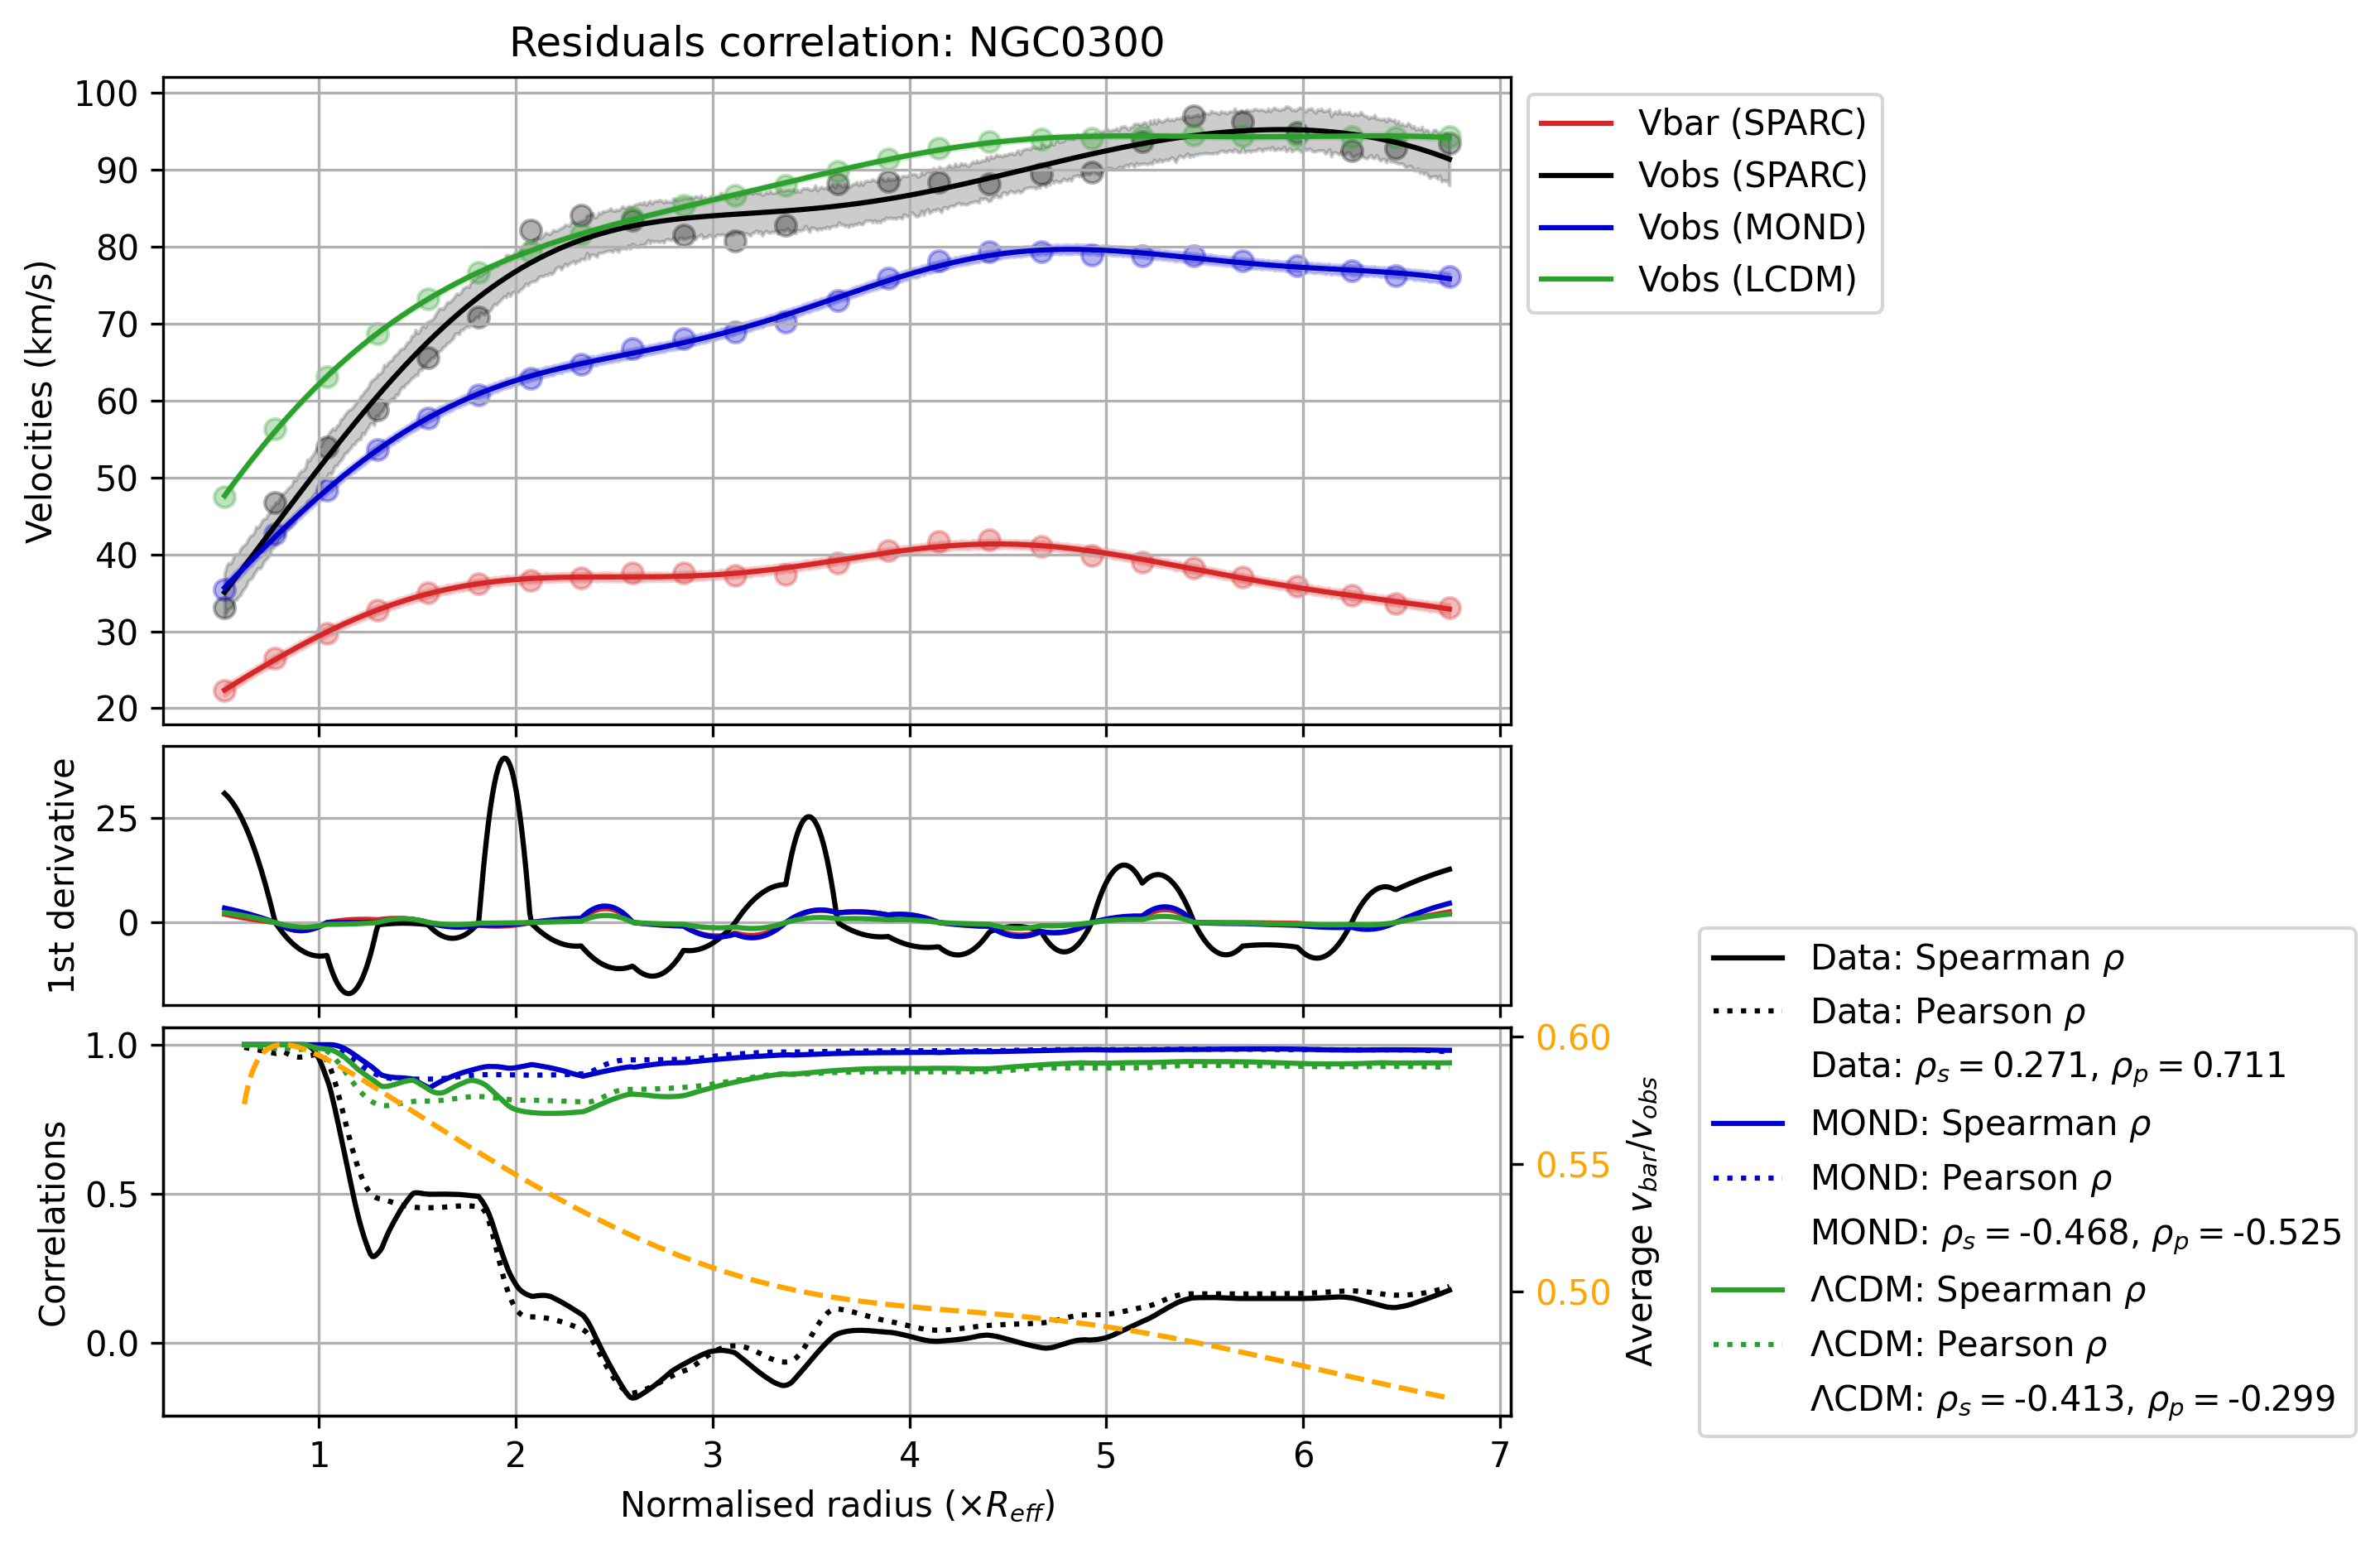 Residuals correlation: NGC0300
Velocities (km/s)
100
90
80
70
60
50
40
30
20
Vbar (SPARC)
Vobs (SPARC)
Vobs (MOND)
Vobs (LCDM)
1st derivative
25
0
Correlations
1.0
0.5
0.0
0.60
0.55
0.50
Average v_bar/v_obs
1 2 3 4 5 6 7
Normalised radius (×R_eff)
Data: Spearman ρ
Data: Pearson ρ
Data: ρ_s = 0.271, ρ_p = 0.711
MOND: Spearman ρ
MOND: Pearson ρ
MOND: ρ_s = -0.468, ρ_p = -0.525
ΛCDM: Spearman ρ
ΛCDM: Pearson ρ
ΛCDM: ρ_s = -0.413, ρ_p = -0.299